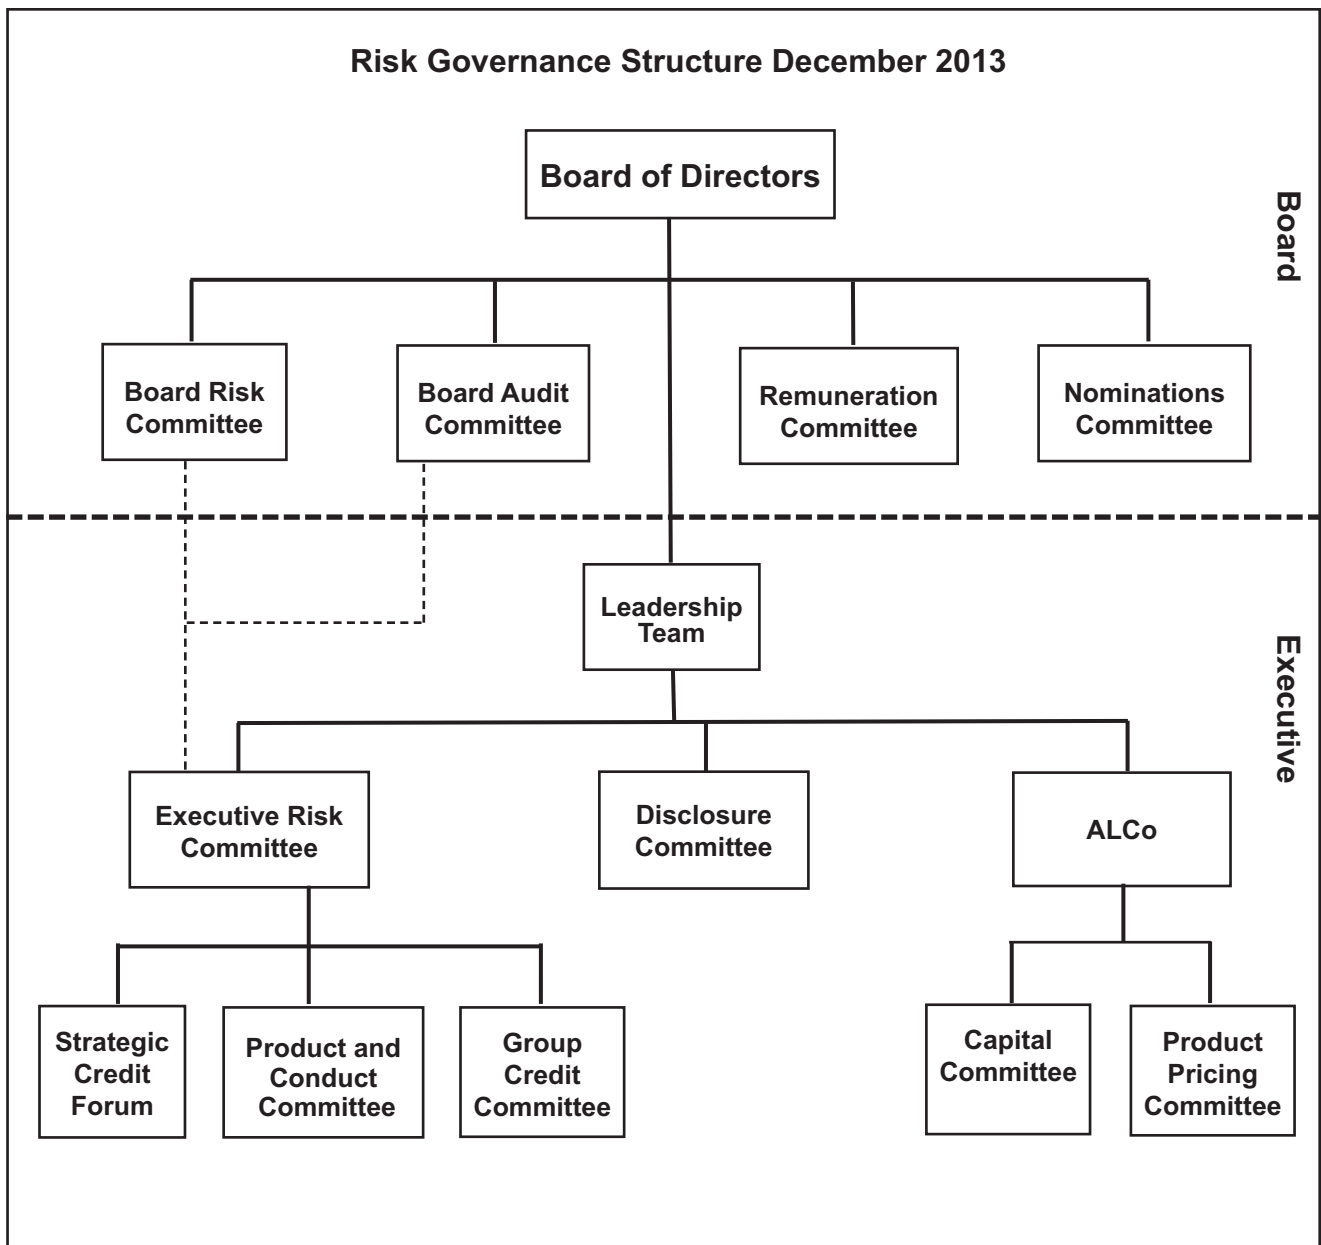 Risk Governance Structure December 2013
Board of Directors
Board
Board Risk
Committee
Board Audit
Committee
Remuneration
Committee
Nominations
Committee
Leadership
Team
Executive
Executive Risk
Committee
Disclosure
Committee
ALCo
Strategic
Credit
Forum
Product and
Conduct
Committee
Group
Credit
Committee
Capital
Committee
Product
Pricing
Committee